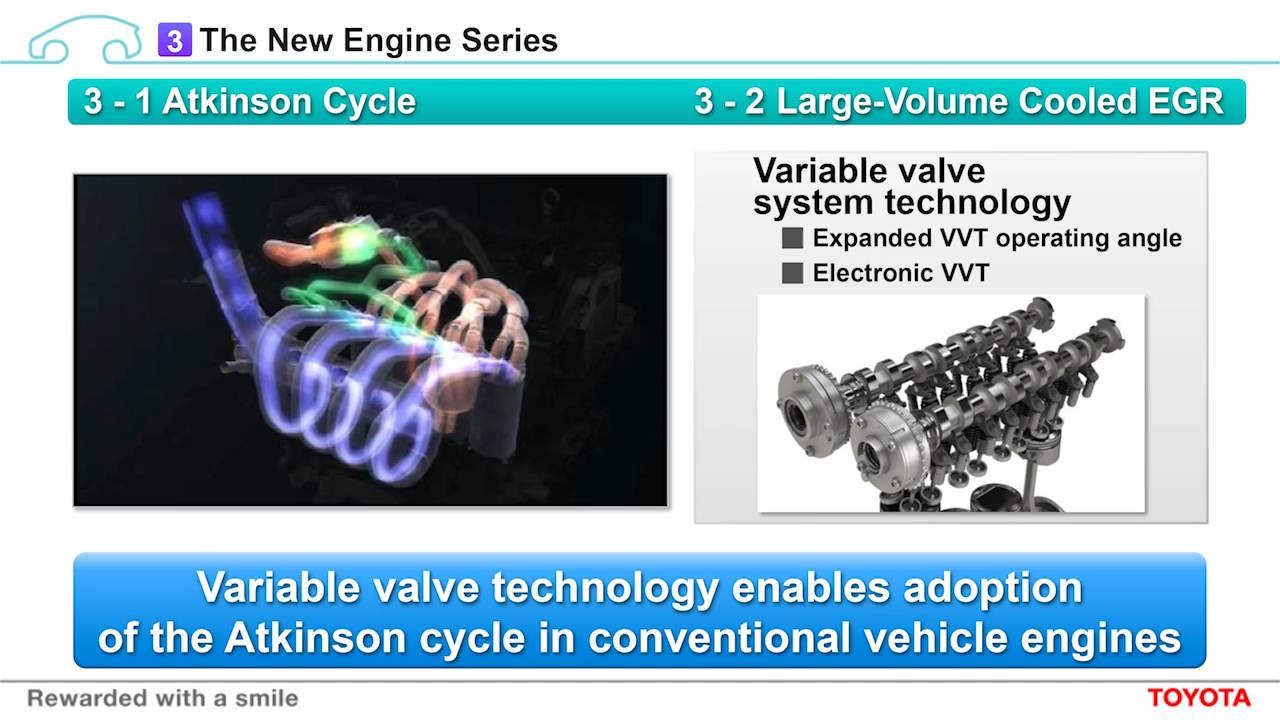 3 The New Engine Series
3 - 1 Atkinson Cycle
3 - 2 Large-Volume Cooled EGR
Variable valve
system technology
Expanded VVT operating angle
Electronic VVT
Variable valve technology enables adoption
of the Atkinson cycle in conventional vehicle engines
Rewarded with a smile
TOYOTA